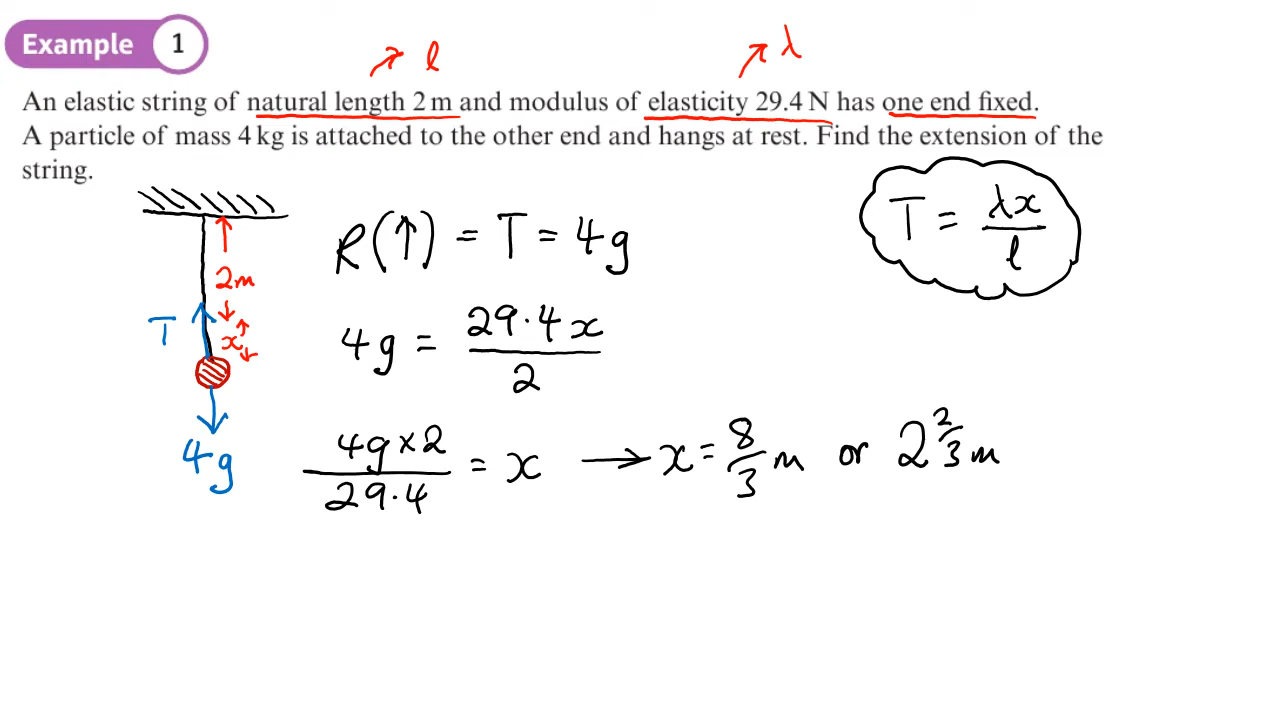 Example 1
↗ l
↗ λ
An elastic string of natural length 2 m and modulus of elasticity 29.4 N has one end fixed.
A particle of mass 4 kg is attached to the other end and hangs at rest. Find the extension of the
string.
2m
T
x
4g
R(↑) = T = 4g
T = λx/l
4g = 29.4x/2
4g×2/29.4 = x → x = 8/3 m or 2 2/3 m